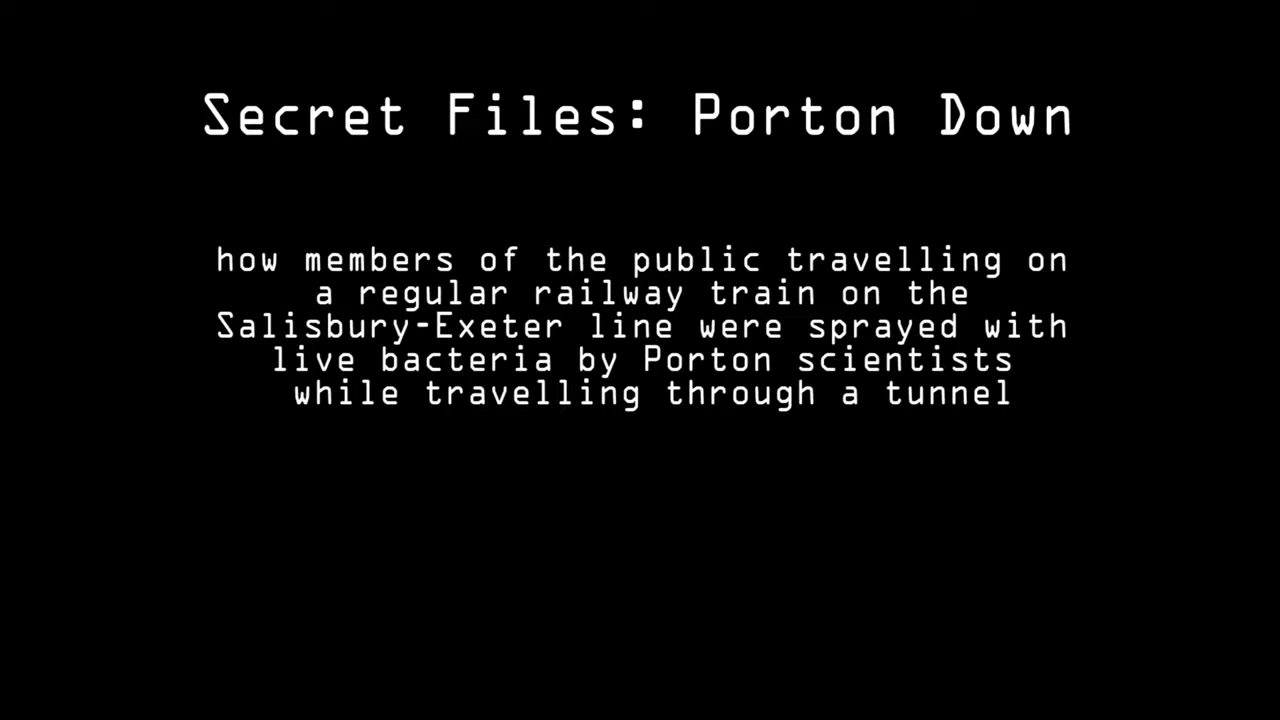 Secret Files: Porton Down
how members of the public travelling on
a regular railway train on the
Salisbury-Exeter line were sprayed with
live bacteria by Porton scientists
while travelling through a tunnel